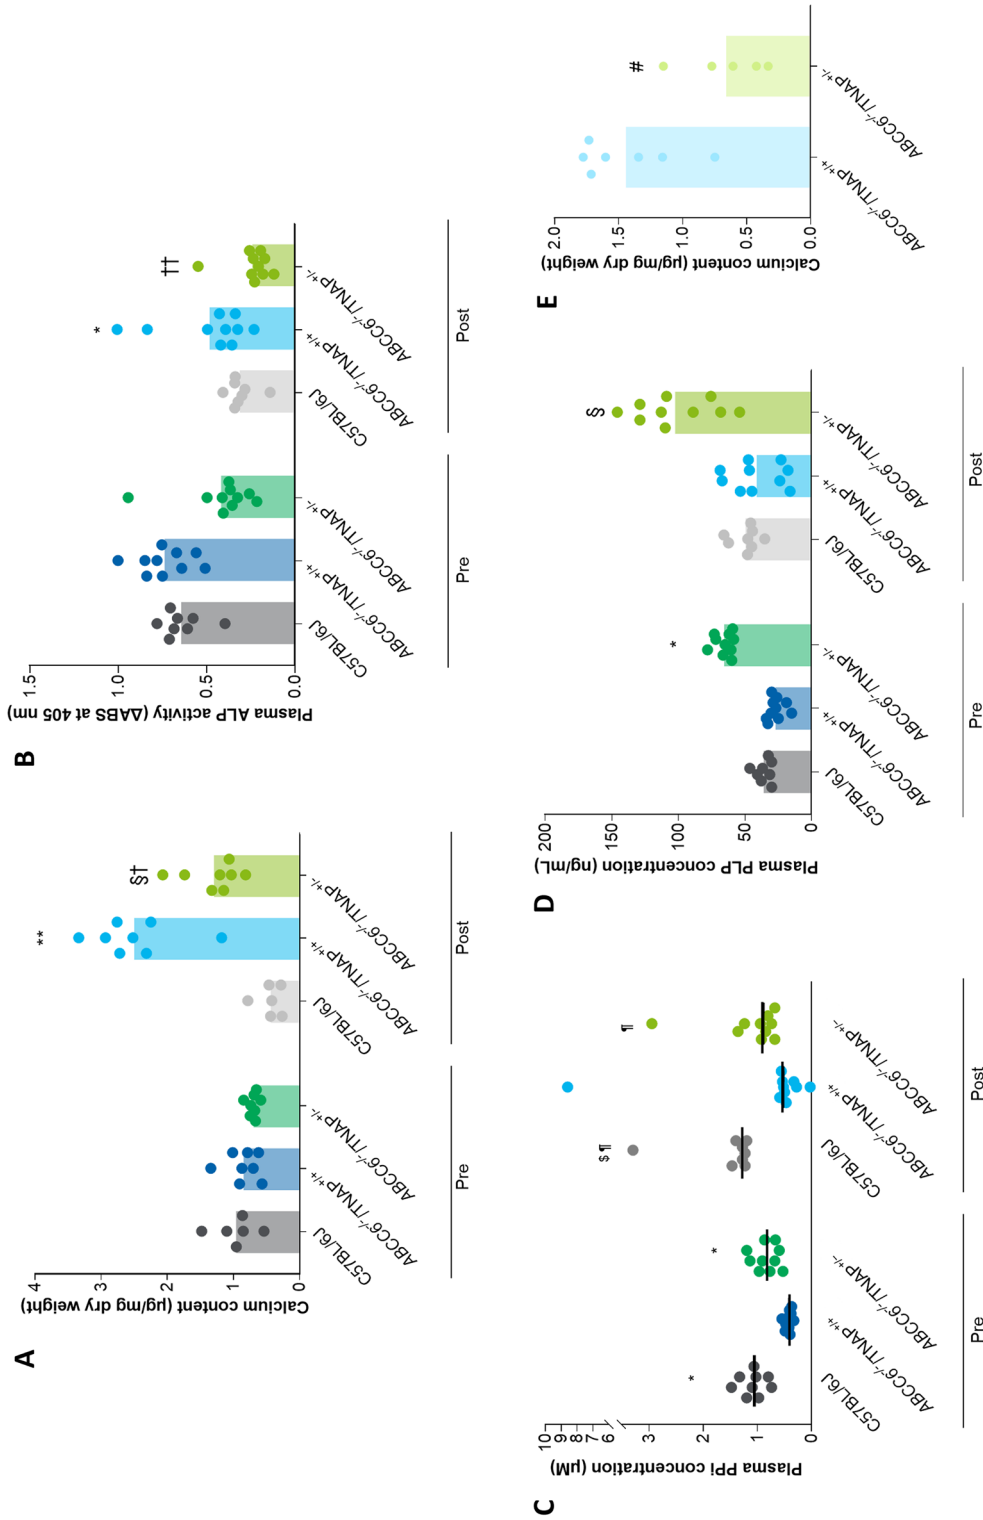 A
Calcium content (µg/mg dry weight)
4
3
2
1
0
**
§†
C57BL/6J
ABCC6-/-/TNAP+/+
ABCC6-/-/TNAP+/-
C57BL/6J
ABCC6-/-/TNAP+/+
ABCC6-/-/TNAP+/-
Pre
Post
B
Plasma ALP activity (ΔABS at 405 nm)
1.5
1.0
0.5
0.0
*
††
C57BL/6J
ABCC6-/-/TNAP+/+
ABCC6-/-/TNAP+/-
C57BL/6J
ABCC6-/-/TNAP+/+
ABCC6-/-/TNAP+/-
Pre
Post
C
Plasma PPi concentration (µM)
10
9
8
7
6
3
2
1
0
*
*
$ ¶
¶
C57BL/6J
ABCC6-/-/TNAP+/+
ABCC6-/-/TNAP+/-
C57BL/6J
ABCC6-/-/TNAP+/+
ABCC6-/-/TNAP+/-
Pre
Post
D
Plasma PLP concentration (ng/mL)
200
150
100
50
0
*
§
C57BL/6J
ABCC6-/-/TNAP+/+
ABCC6-/-/TNAP+/-
C57BL/6J
ABCC6-/-/TNAP+/+
ABCC6-/-/TNAP+/-
Pre
Post
E
Calcium content (µg/mg dry weight)
2.0
1.5
1.0
0.5
0.0
#
ABCC6-/-/TNAP+/+
ABCC6-/-/TNAP+/-